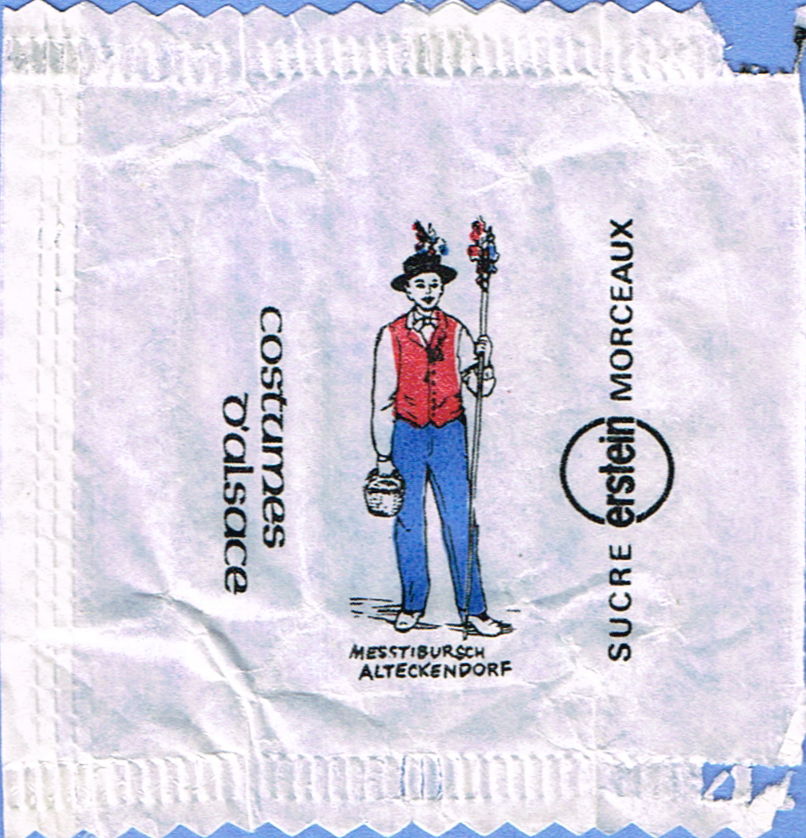 costumes
d'alsace
MESSTIBURSCH
ALTECKENDORF
SUCRE erstein MORCEAUX